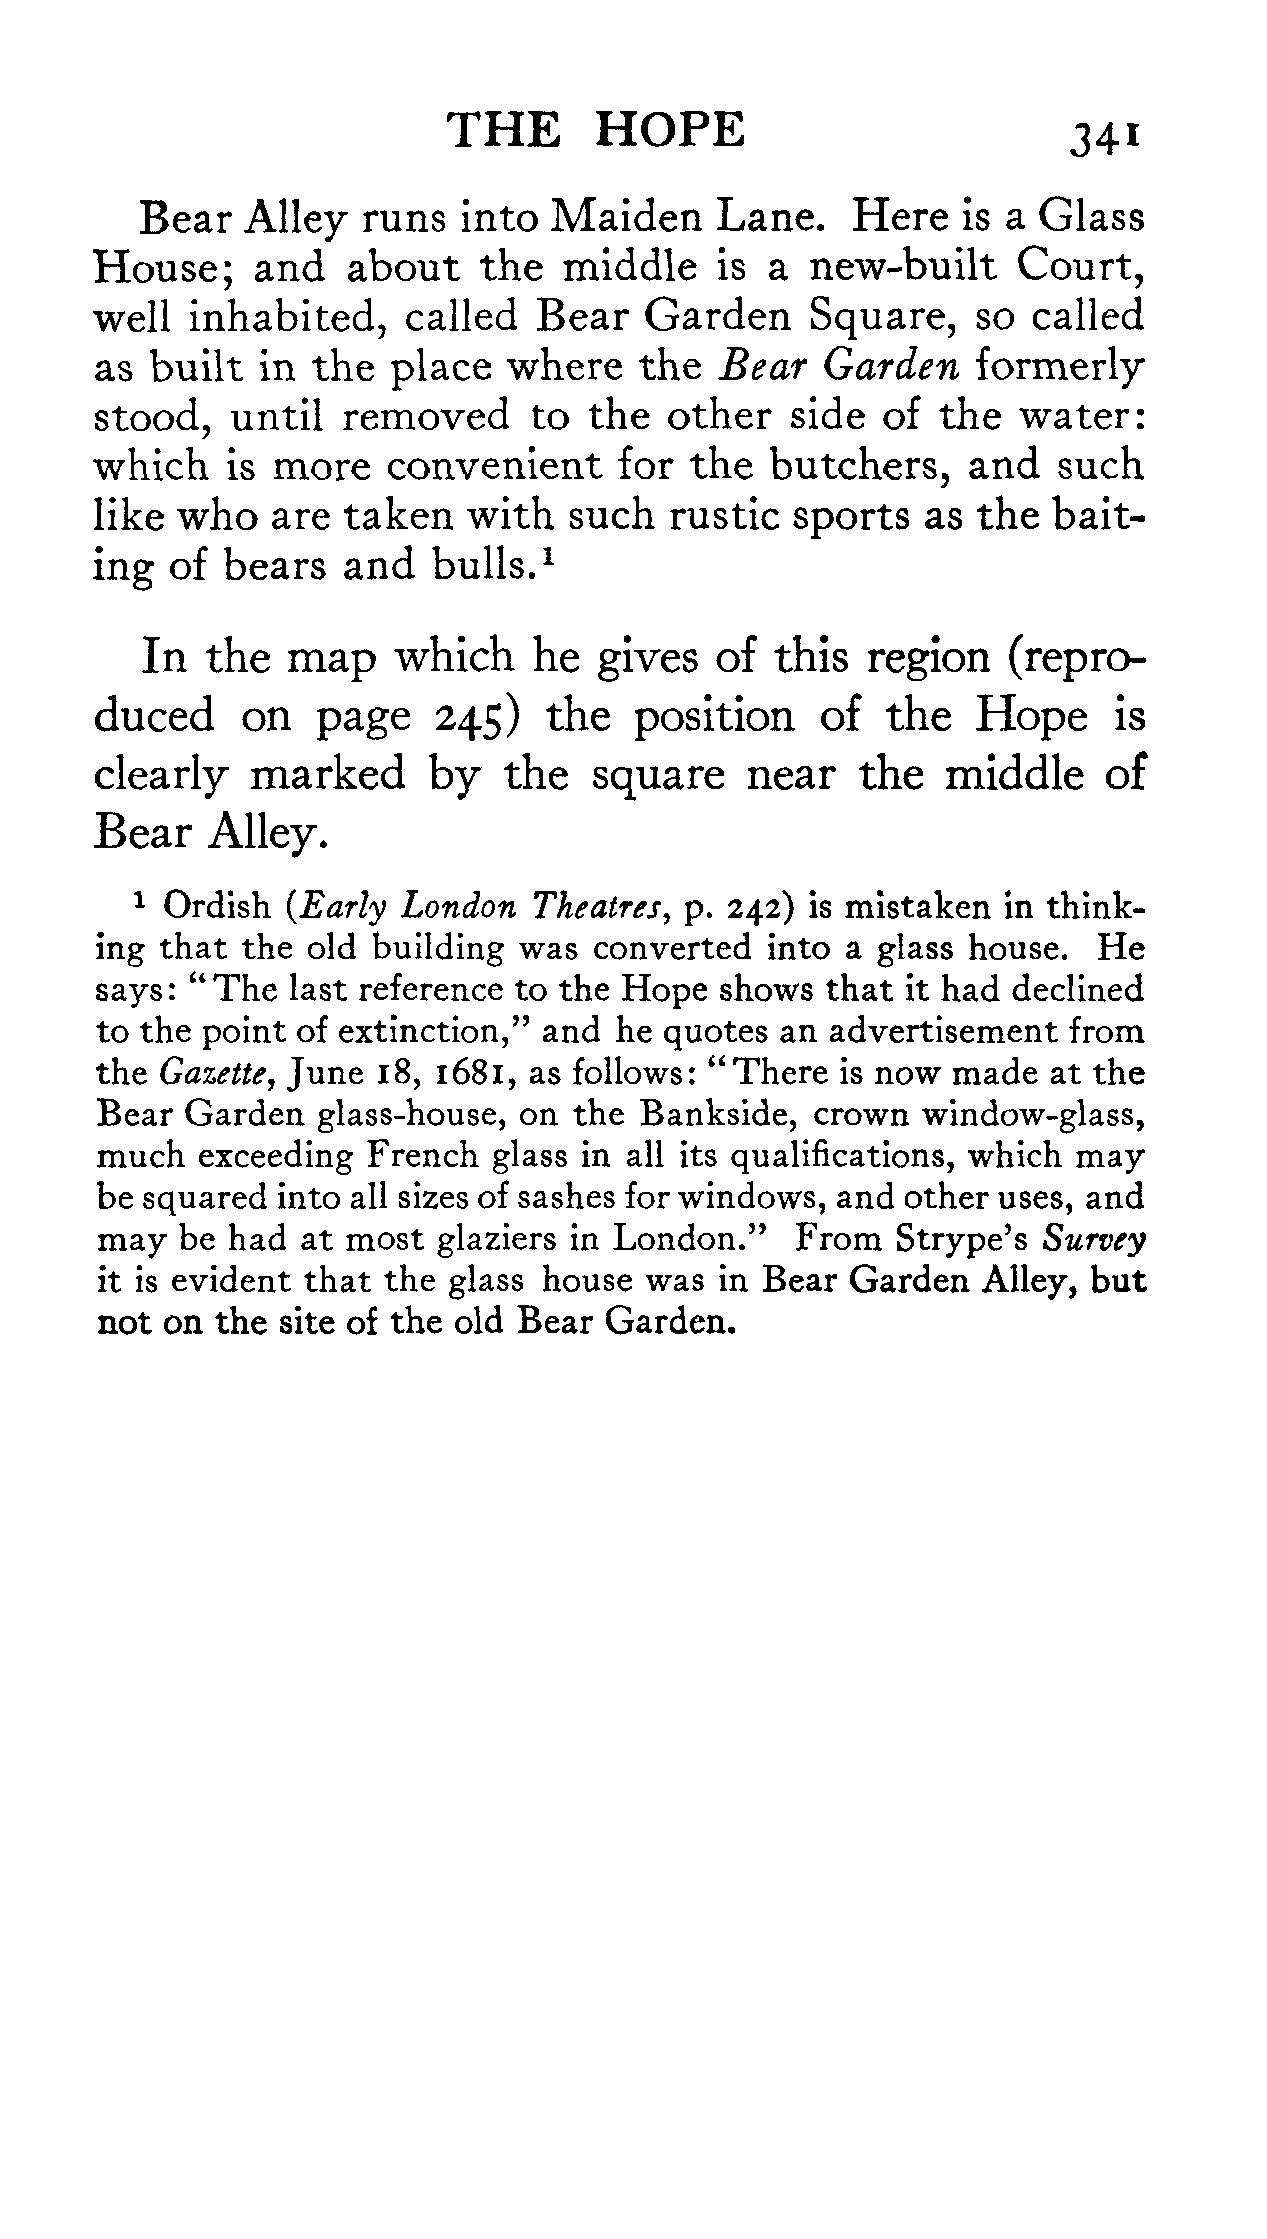 THE HOPE 341
Bear Alley runs into Maiden Lane. Here is a Glass
House; and about the middle is a new-built Court,
well inhabited, called Bear Garden Square, so called
as built in the place where the Bear Garden formerly
stood, until removed to the other side of the water:
which is more convenient for the butchers, and such
like who are taken with such rustic sports as the bait-
ing of bears and bulls.¹
In the map which he gives of this region (repro-
duced on page 245) the position of the Hope is
clearly marked by the square near the middle of
Bear Alley.
¹ Ordish (Early London Theatres, p. 242) is mistaken in think-
ing that the old building was converted into a glass house. He
says: “The last reference to the Hope shows that it had declined
to the point of extinction,” and he quotes an advertisement from
the Gazette, June 18, 1681, as follows: “There is now made at the
Bear Garden glass-house, on the Bankside, crown window-glass,
much exceeding French glass in all its qualifications, which may
be squared into all sizes of sashes for windows, and other uses, and
may be had at most glaziers in London.” From Strype’s Survey
it is evident that the glass house was in Bear Garden Alley, but
not on the site of the old Bear Garden.